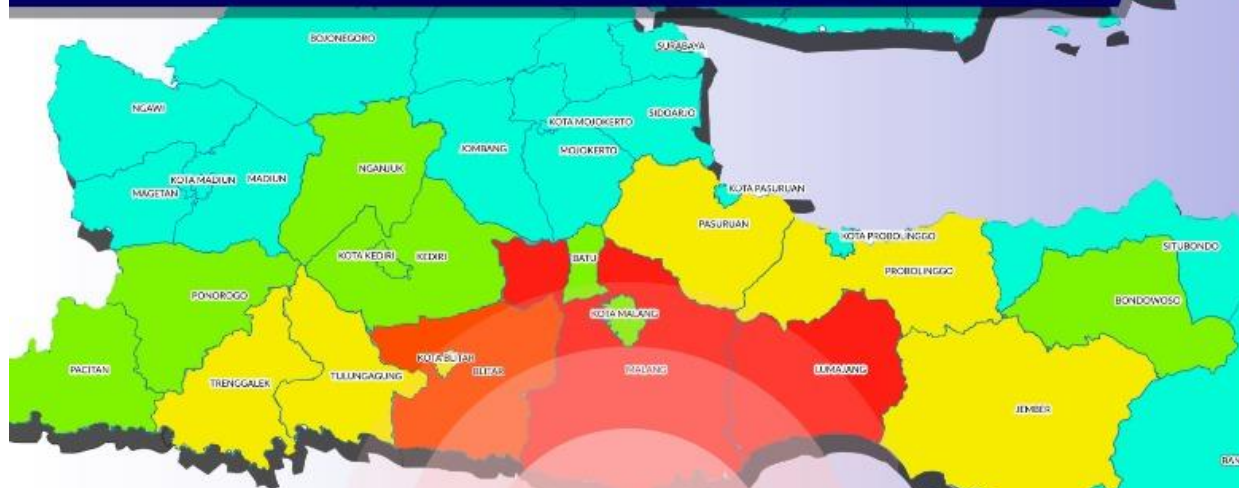 BOJONEGORO
SURABAYA
NGAWI
SIDOARJO
KOTA MOJOKERTO
JOMBANG
MOJOKERTO
NGANJUK
KOTA MADIUN
MADIUN
MAGETAN
KOTA PASURUAN
PASURUAN
KOTA PROBOLINGGO
SITUBONDO
KOTA KEDIRI
KEDIRI
BATU
PROBOLINGGO
PONOROGO
BONDOWOSO
KOTA MALANG
KOTA BLITAR
BLITAR
PACITAN
TRENGGALEK
TULUNGAGUNG
MALANG
LUMAJANG
JEMBER
BAN